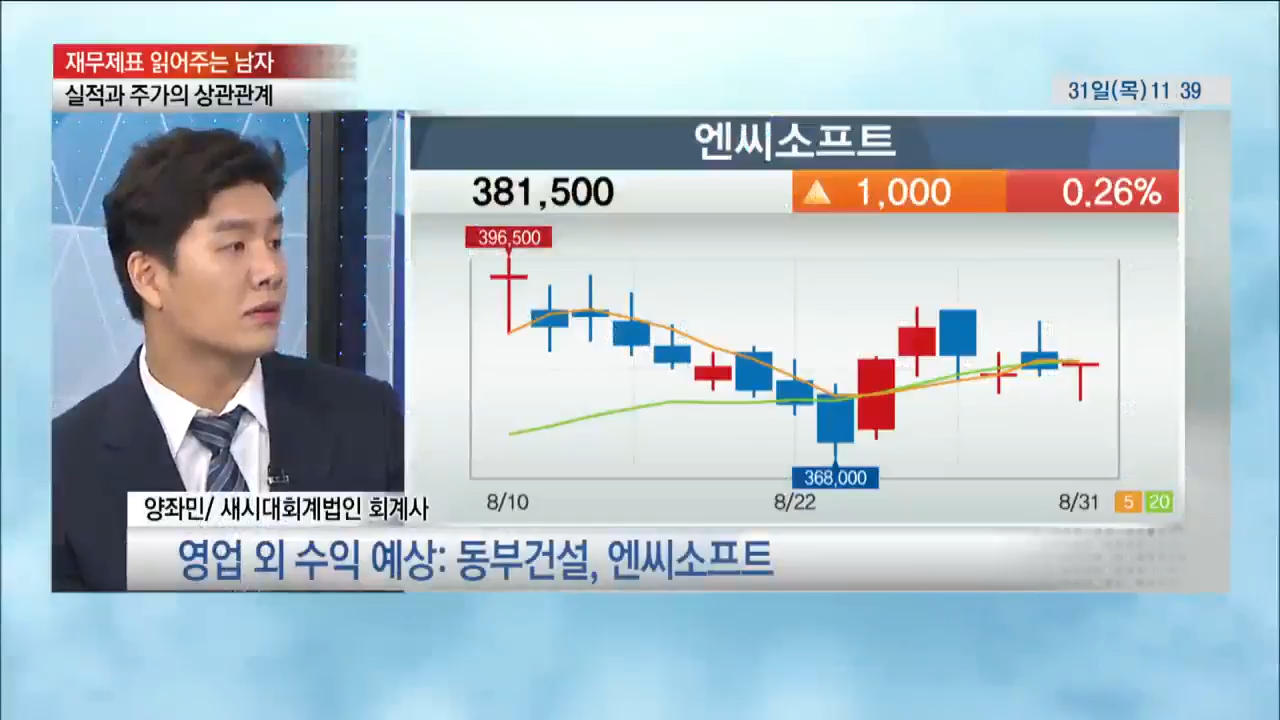 재무제표 읽어주는 남자
실적과 주가의 상관관계
31일(목) 11 39
엔씨소프트
381,500 ▲ 1,000 0.26%
396,500
368,000
8/10 8/22 8/31 5 20
양좌민/ 새시대회계법인 회계사
영업 외 수익 예상: 동부건설, 엔씨소프트